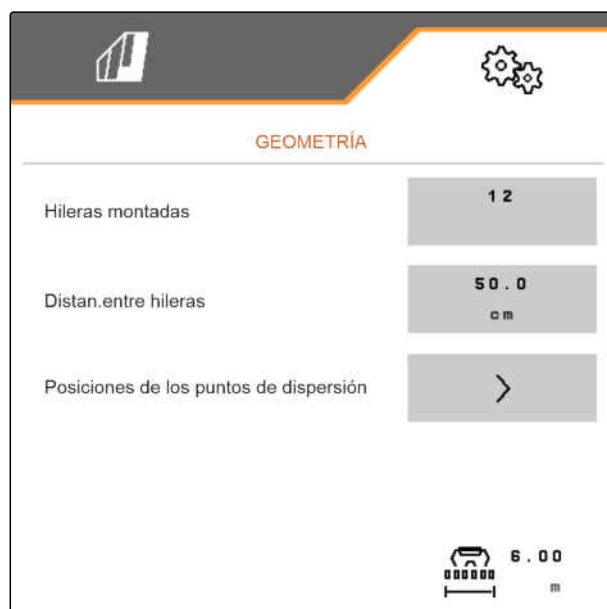 GEOMETRÍA
Hileras montadas
12
Distan.entre hileras
50.0
cm
Posiciones de los puntos de dispersión
6.00
m